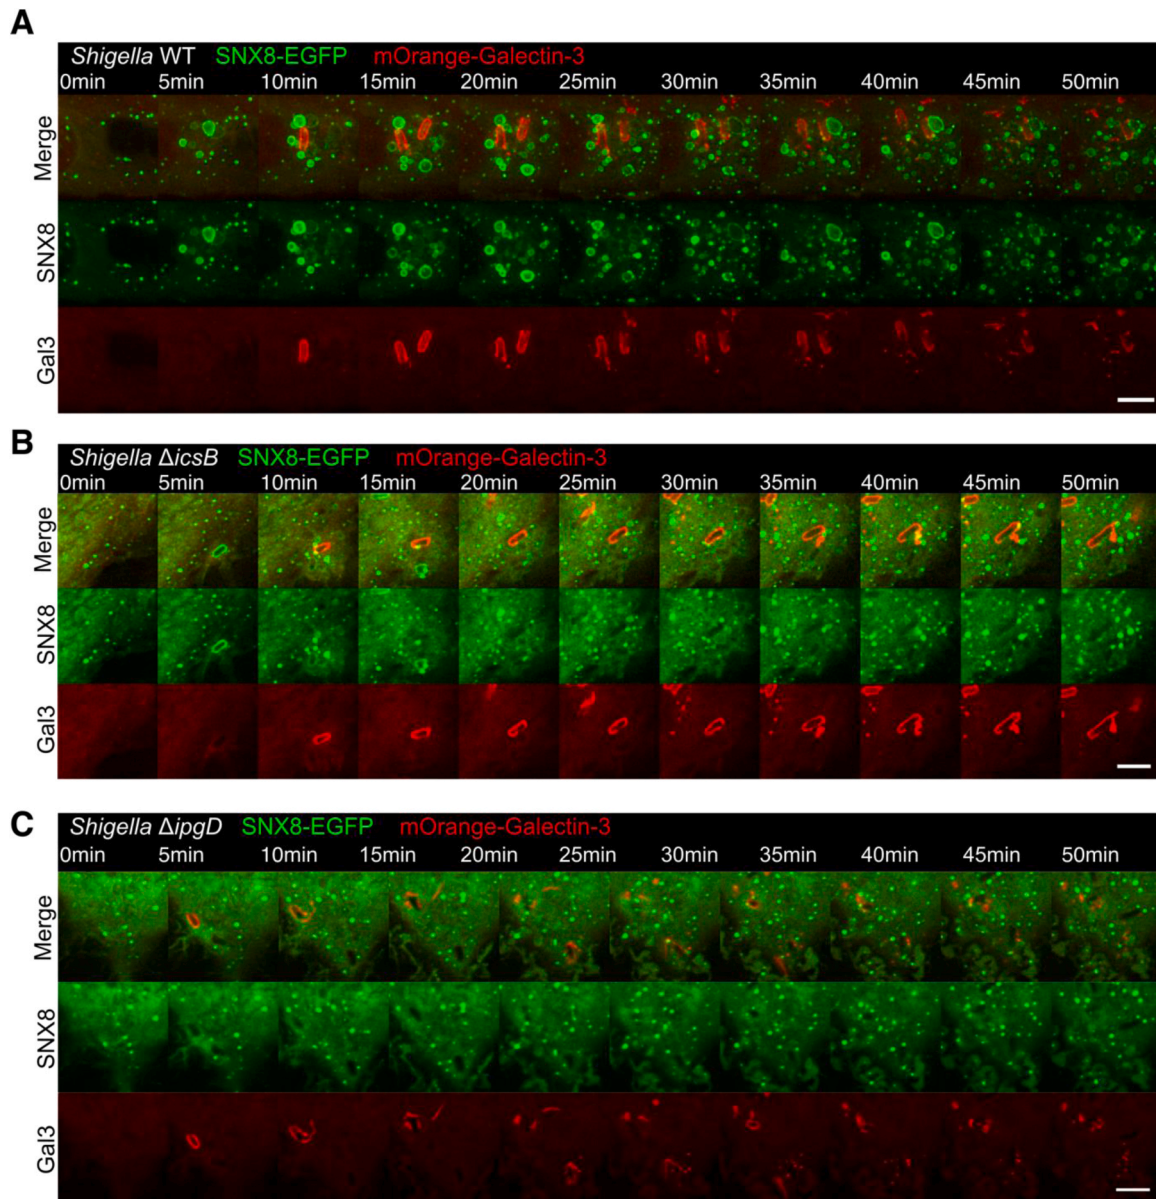 A
Shigella WT SNX8-EGFP mOrange-Galectin-3
0min 5min 10min 15min 20min 25min 30min 35min 40min 45min 50min
Merge
SNX8
Gal3
B
Shigella ΔicsB SNX8-EGFP mOrange-Galectin-3
0min 5min 10min 15min 20min 25min 30min 35min 40min 45min 50min
Merge
SNX8
Gal3
C
Shigella ΔipgD SNX8-EGFP mOrange-Galectin-3
0min 5min 10min 15min 20min 25min 30min 35min 40min 45min 50min
Merge
SNX8
Gal3